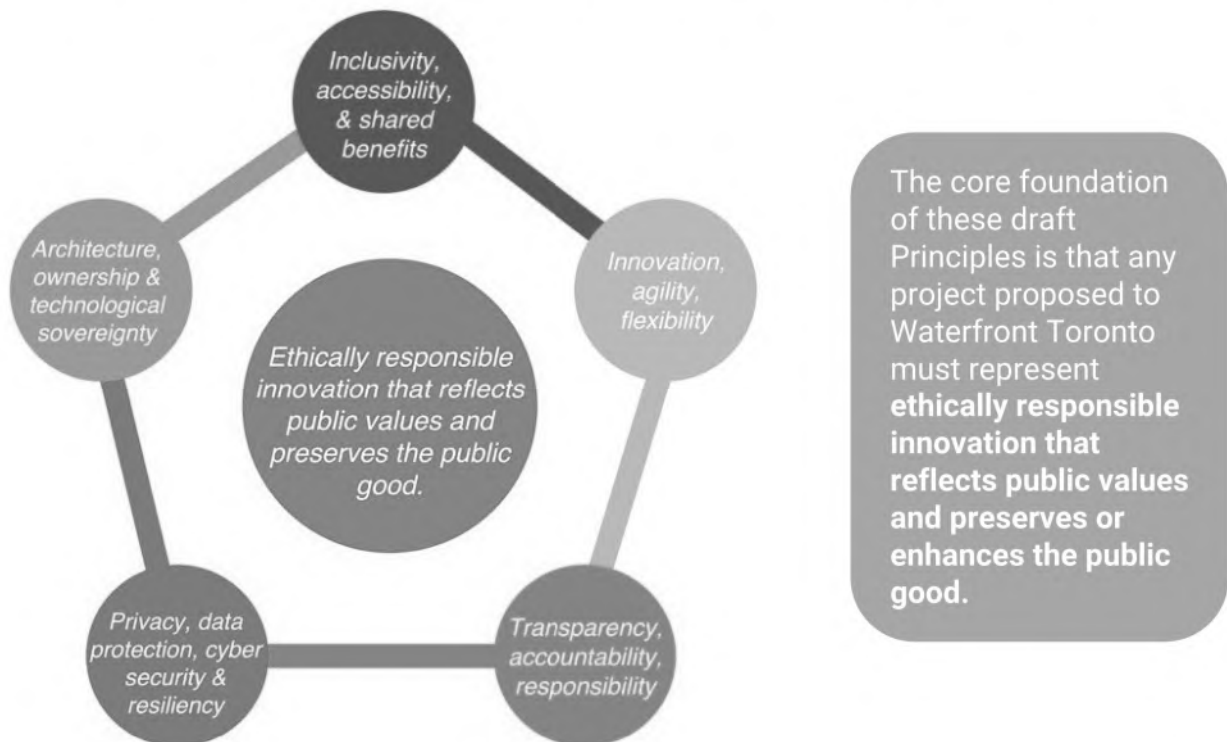 Inclusivity,
accessibility,
& shared
benefits
Architecture,
ownership &
technological
sovereignty
Innovation,
agility,
flexibility
Ethically responsible
innovation that reflects
public values and
preserves the public
good.
Privacy, data
protection, cyber
security &
resiliency
Transparency,
accountability,
responsibility
The core foundation
of these draft
Principles is that any
project proposed to
Waterfront Toronto
must represent
ethically responsible
innovation that
reflects public values
and preserves or
enhances the public
good.